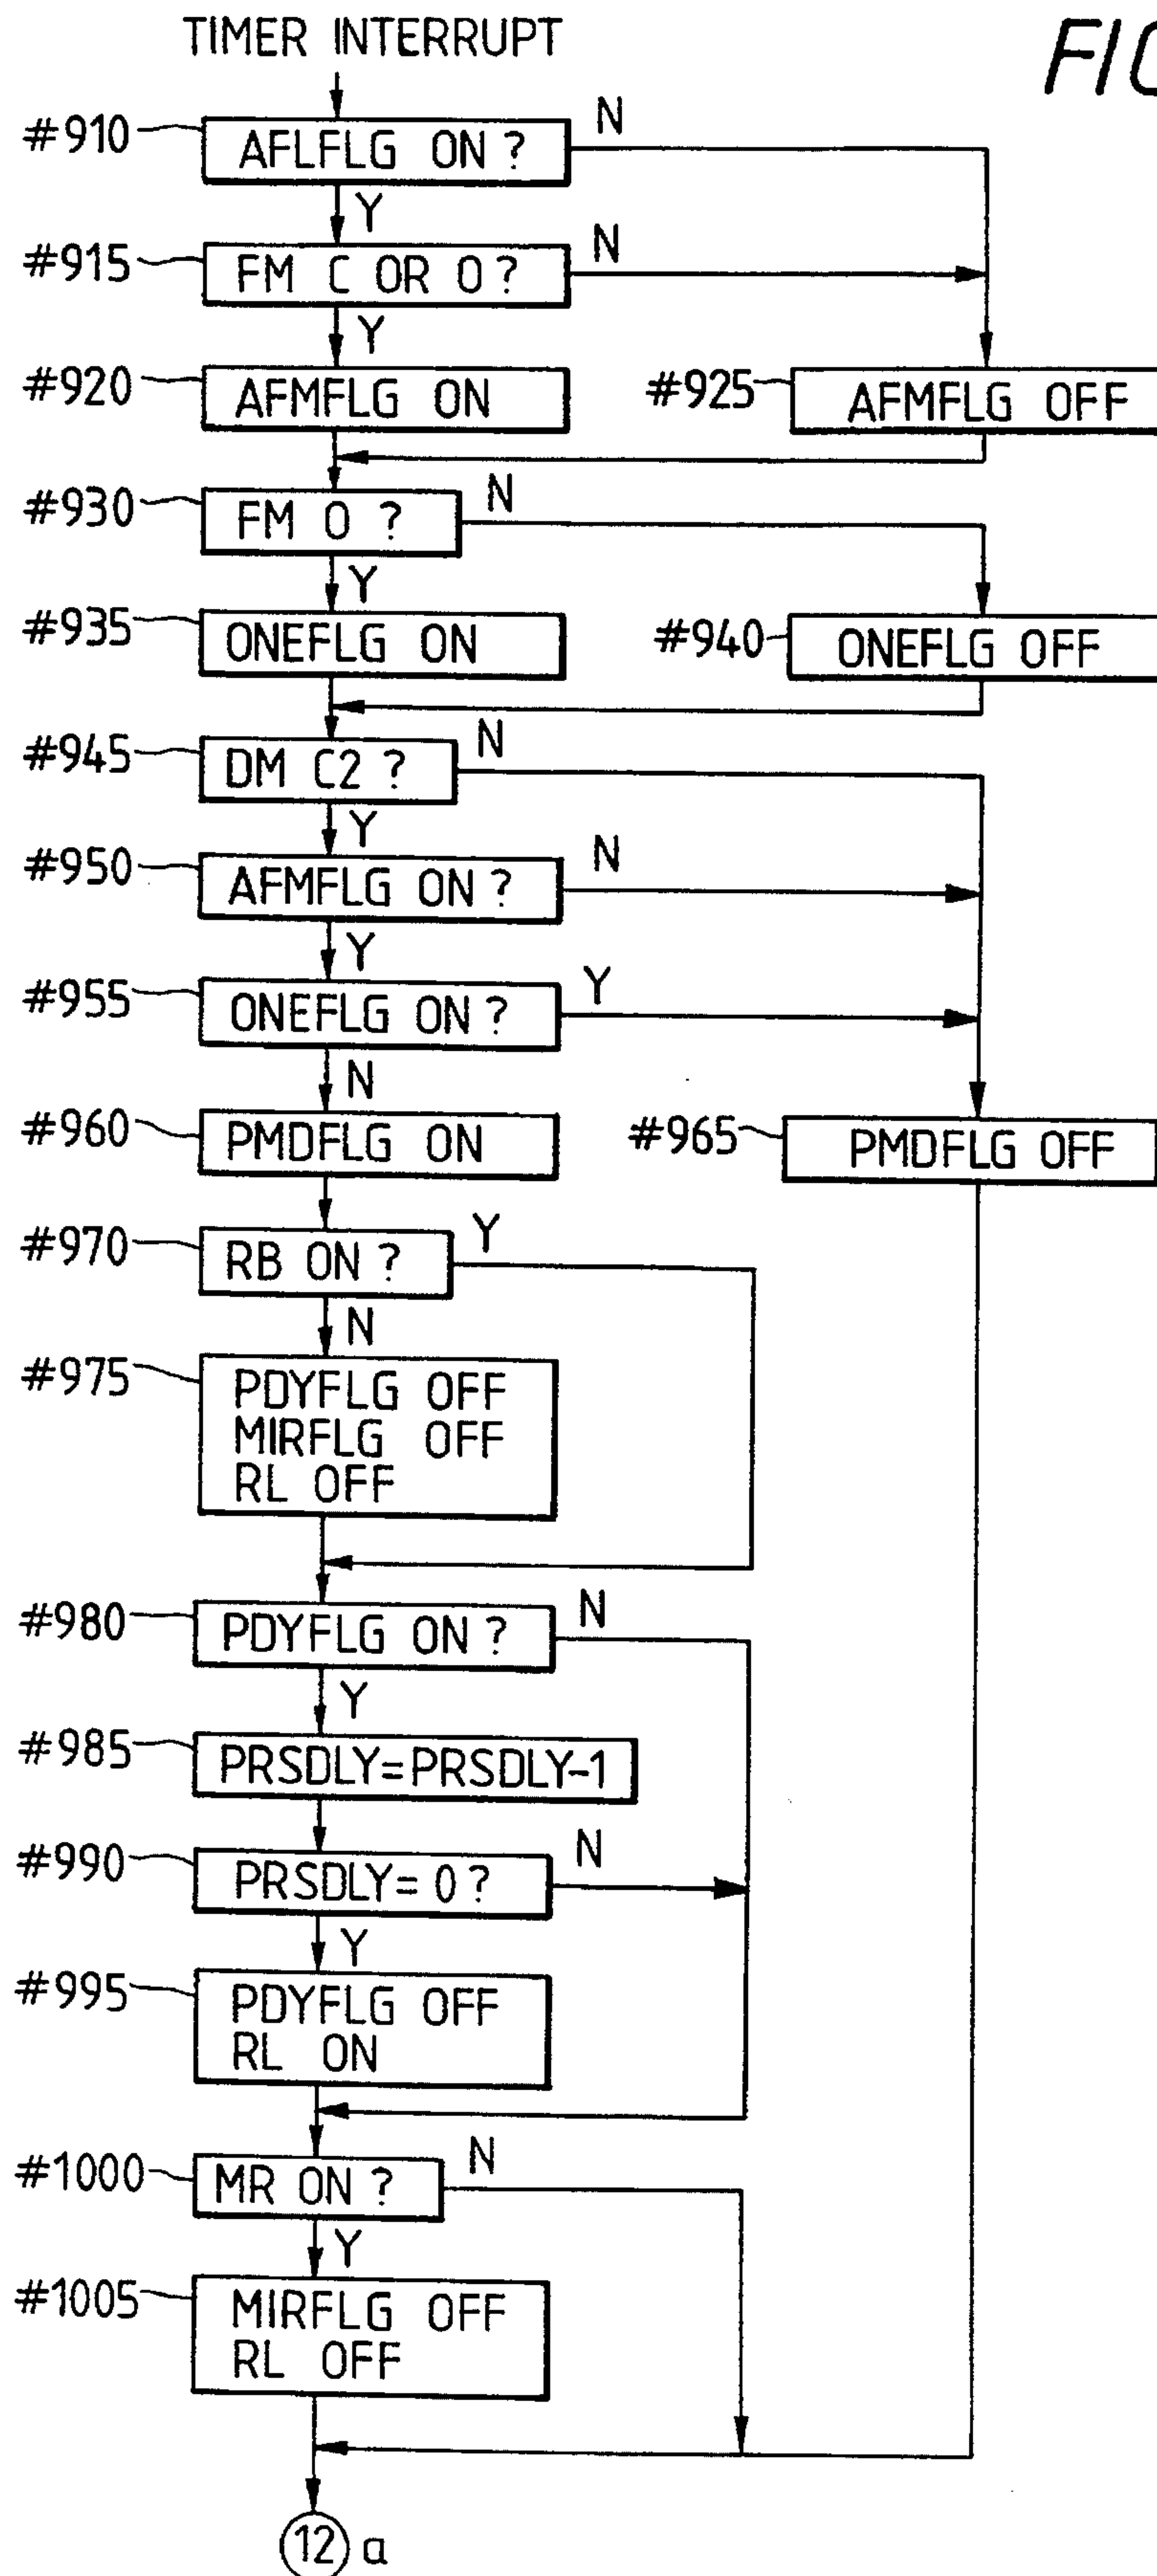 TIMER INTERRUPT
#910 AFLFLG ON ? N
Y
#915 FM C OR O ? N
Y
#920 AFMFLG ON
#925 AFMFLG OFF
#930 FM O ? N
Y
#935 ONEFLG ON
#940 ONEFLG OFF
#945 DM C2 ? N
Y
#950 AFMFLG ON ? N
Y
#955 ONEFLG ON ? Y
N
#960 PMDFLG ON
#965 PMDFLG OFF
#970 RB ON ? Y
N
#975 PDYFLG OFF
MIRFLG OFF
RL OFF
#980 PDYFLG ON ? N
Y
#985 PRSDLY=PRSDLY-1
#990 PRSDLY=0 ? N
Y
#995 PDYFLG OFF
RL ON
#1000 MR ON ? N
Y
#1005 MIRFLG OFF
RL OFF
12 a